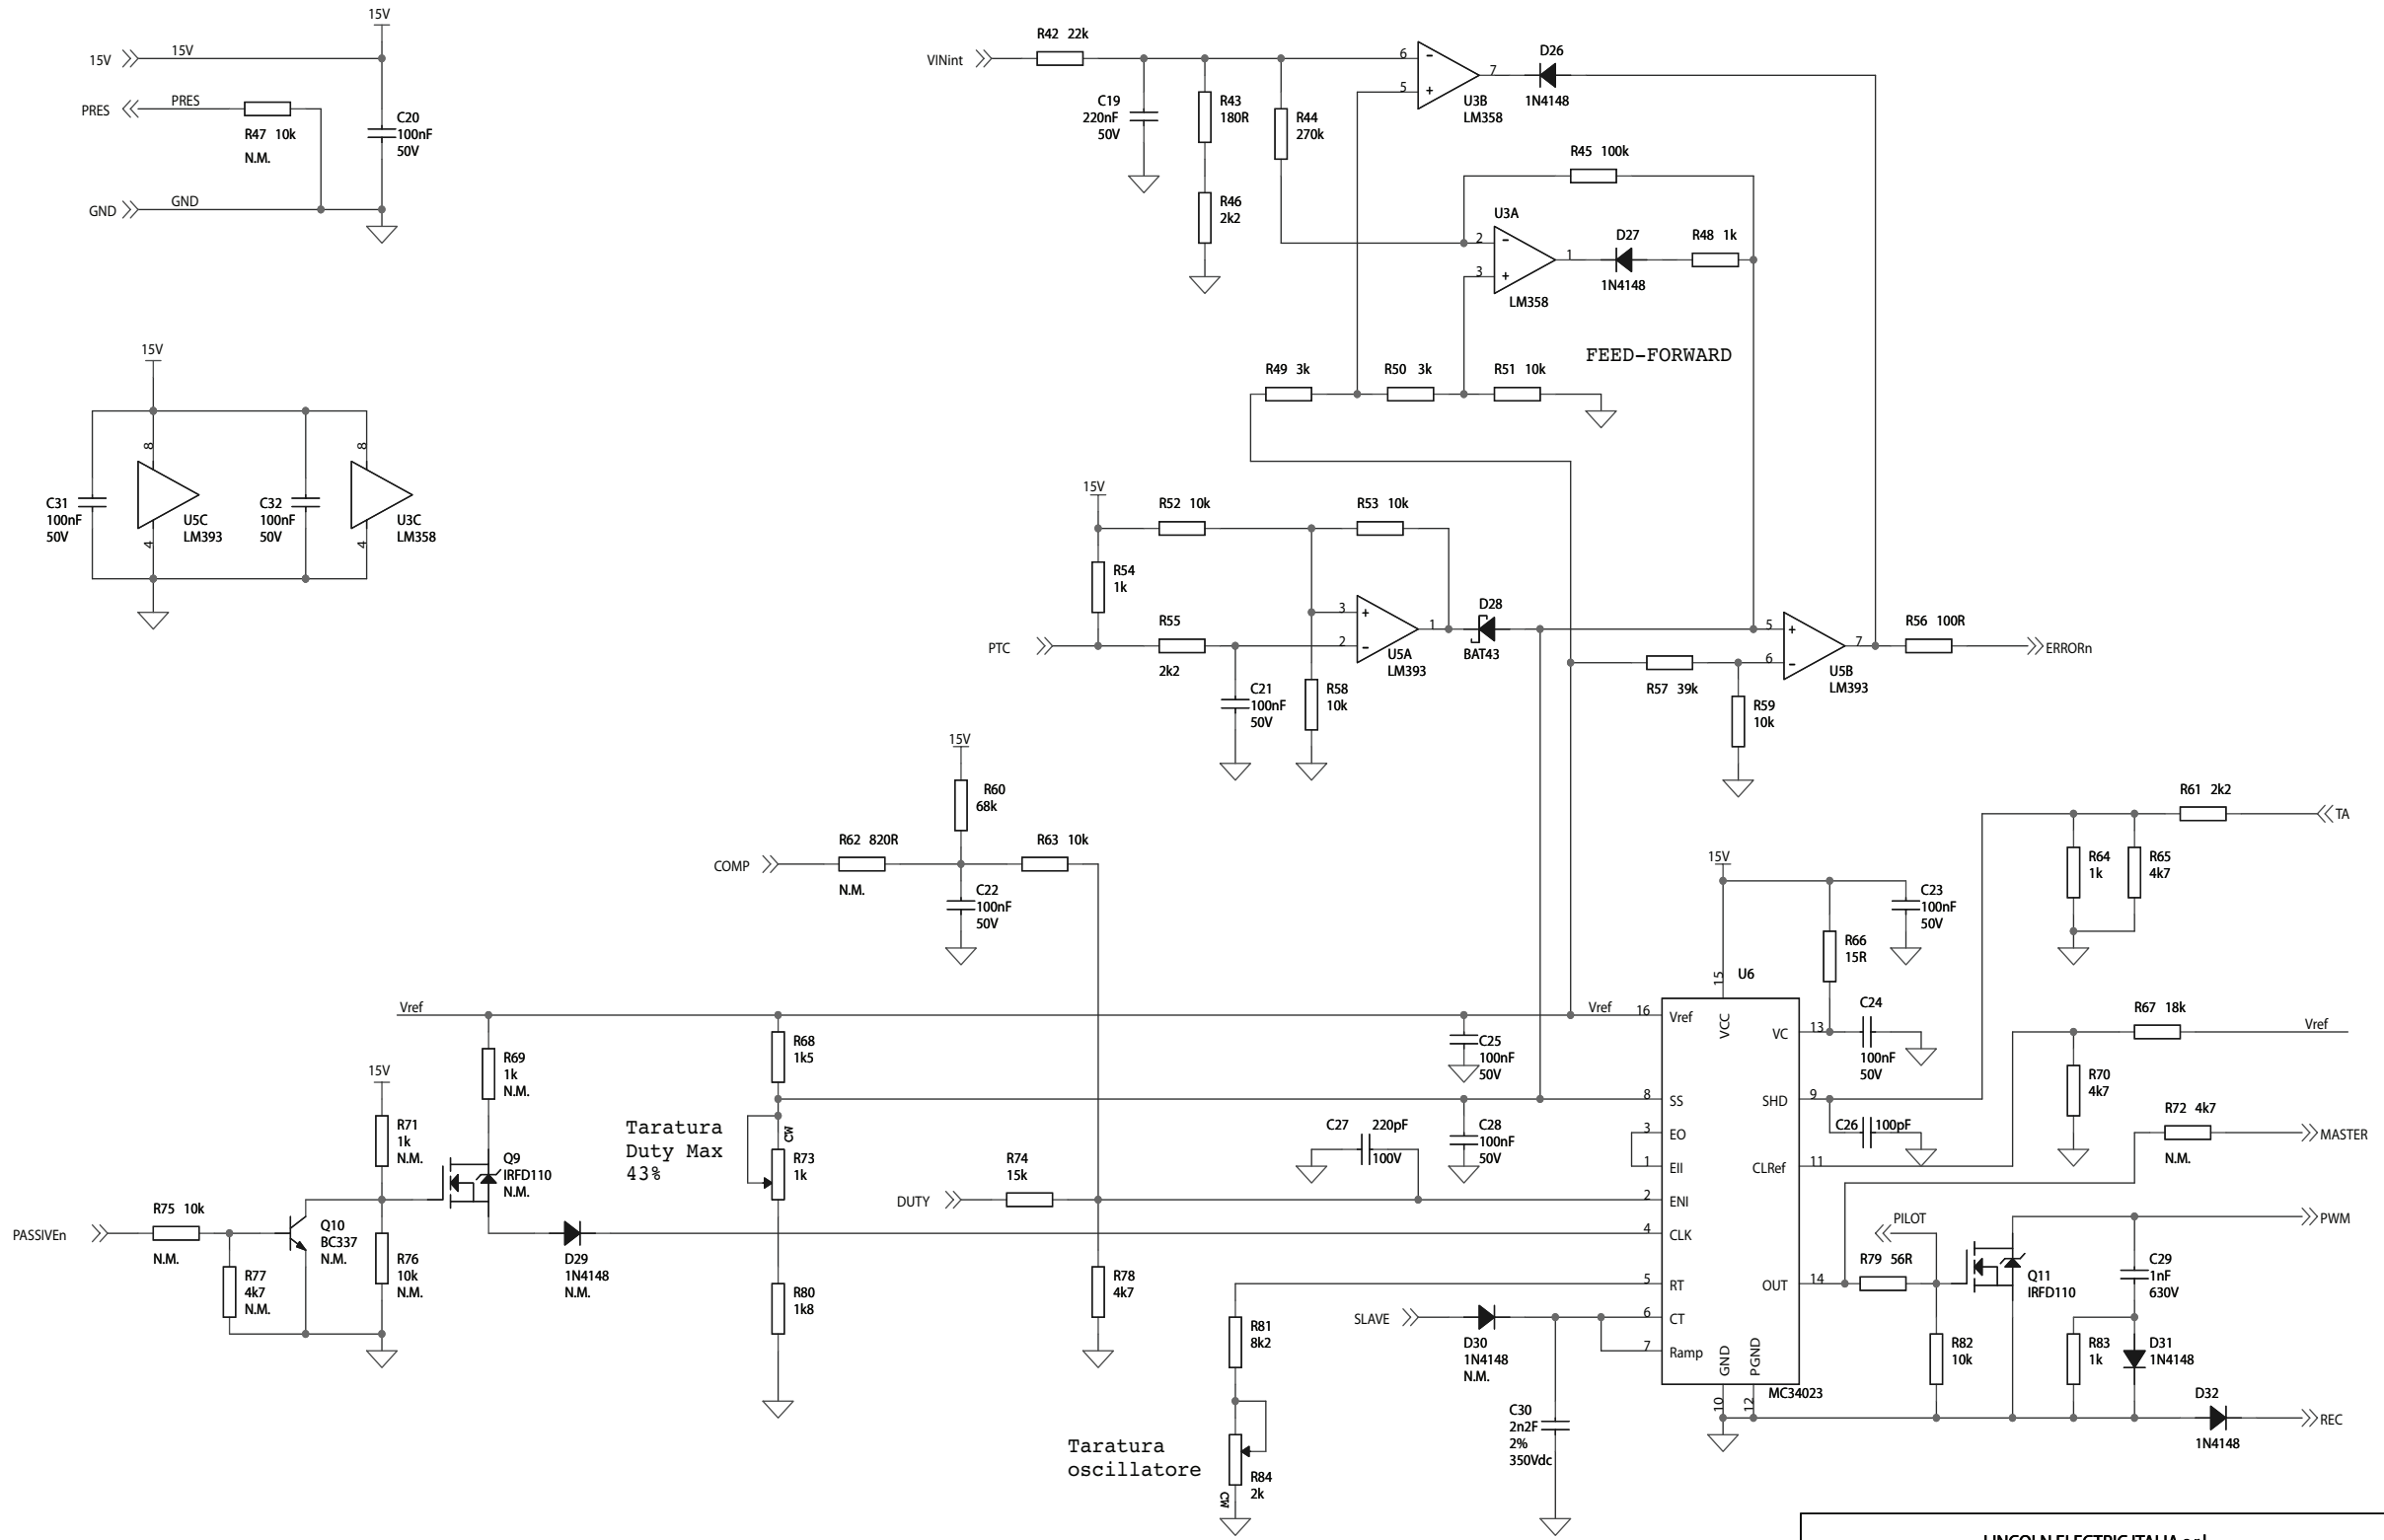 15V
15V
15V
PRES
PRES
R47 10k
N.M.
C20
100nF
50V
GND
GND
VINint
R42 22k
C19
220nF
50V
R43
180R
R44
270k
R46
2k2
6
5
-
+
7
U3B
LM358
D26
1N4148
R45 100k
U3A
2
3
-
+
1
LM358
D27
1N4148
R48 1k
FEED-FORWARD
R49 3k
R50 3k
R51 10k
15V
8
4
C31
100nF
50V
U5C
LM393
C32
100nF
50V
8
4
U3C
LM358
15V
R52 10k
R53 10k
R54
1k
PTC
R55
2k2
C21
100nF
50V
R58
10k
3
2
+
-
1
U5A
LM393
D28
BAT43
R57 39k
R59
10k
5
6
+
-
7
U5B
LM393
R56 100R
ERRORn
15V
R60
68k
COMP
R62 820R
N.M.
R63 10k
C22
100nF
50V
R61 2k2
TA
R64
1k
R65
4k7
15V
C23
100nF
50V
R66
15R
15
U6
Vref
Vref
16
Vref
VCC
VC
13
C24
100nF
50V
R67 18k
Vref
R70
4k7
R69
1k
N.M.
R68
1k5
C25
100nF
50V
8
SS
SHD
9
C26
100pF
R72 4k7
N.M.
MASTER
15V
R71
1k
N.M.
Q9
IRFD110
N.M.
Taratura
Duty Max
43%
CW
R73
1k
C27
220pF
100V
C28
100nF
50V
3
EO
1
EII
CLRef
11
DUTY
R74
15k
2
ENI
PASSIVEn
R75 10k
N.M.
Q10
BC337
N.M.
R77
4k7
N.M.
R76
10k
N.M.
D29
1N4148
N.M.
4
CLK
R80
1k8
R78
4k7
5
RT
OUT
14
PILOT
R79 56R
Q11
IRFD110
PWM
C29
1nF
630V
R81
8k2
SLAVE
D30
1N4148
N.M.
6
CT
7
Ramp
GND
PGND
10
12
MC34023
R82
10k
R83
1k
D31
1N4148
D32
1N4148
REC
Taratura
oscillatore
R84
2k
CW
C30
2n2F
2%
350Vdc